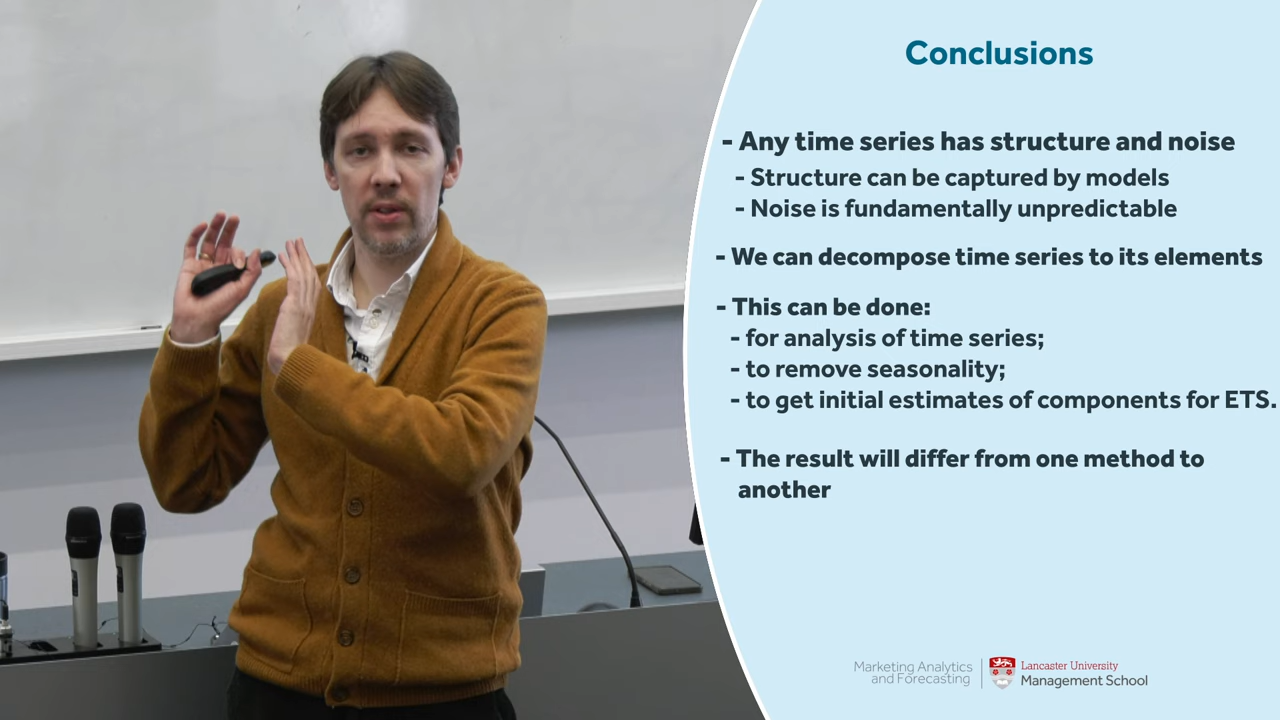 Conclusions
- Any time series has structure and noise
- Structure can be captured by models
- Noise is fundamentally unpredictable
- We can decompose time series to its elements
- This can be done:
- for analysis of time series;
- to remove seasonality;
- to get initial estimates of components for ETS.
- The result will differ from one method to
another
Marketing Analytics
and Forecasting
Lancaster University
Management School